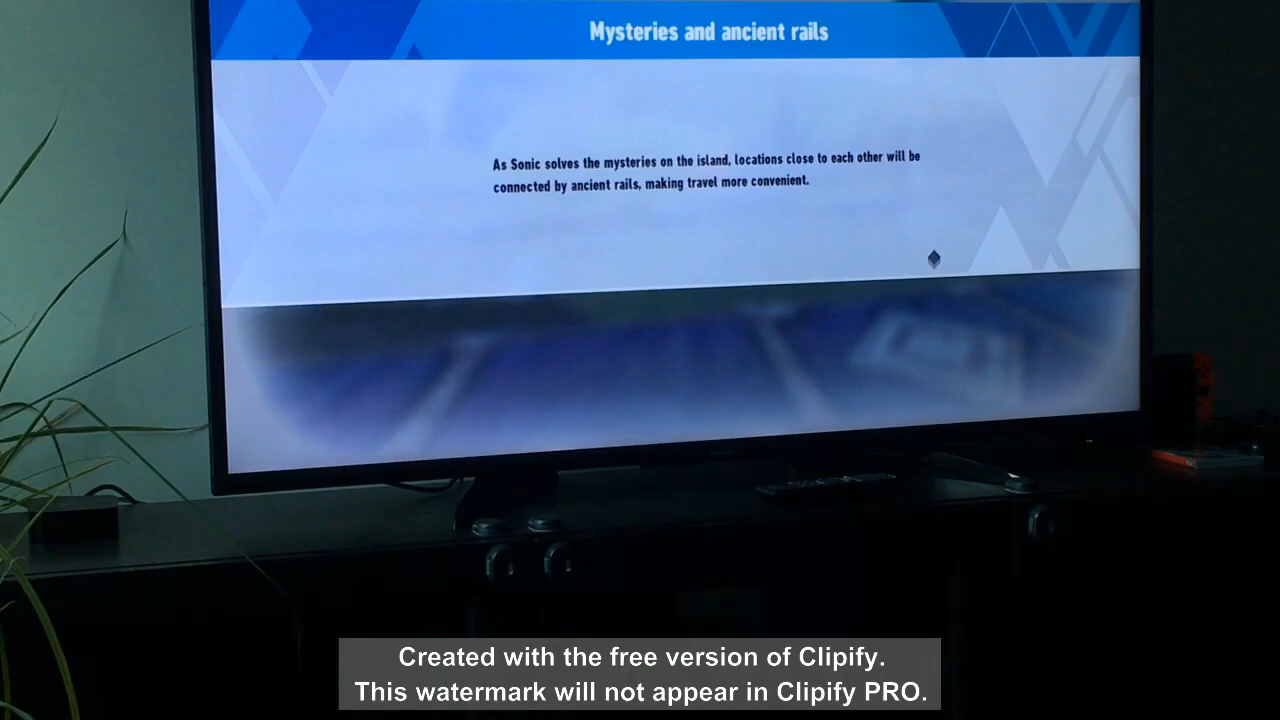 Mysteries and ancient rails
As Sonic solves the mysteries on the island, locations close to each other will be
connected by ancient rails, making travel more convenient.
Created with the free version of Clipify.
This watermark will not appear in Clipify PRO.